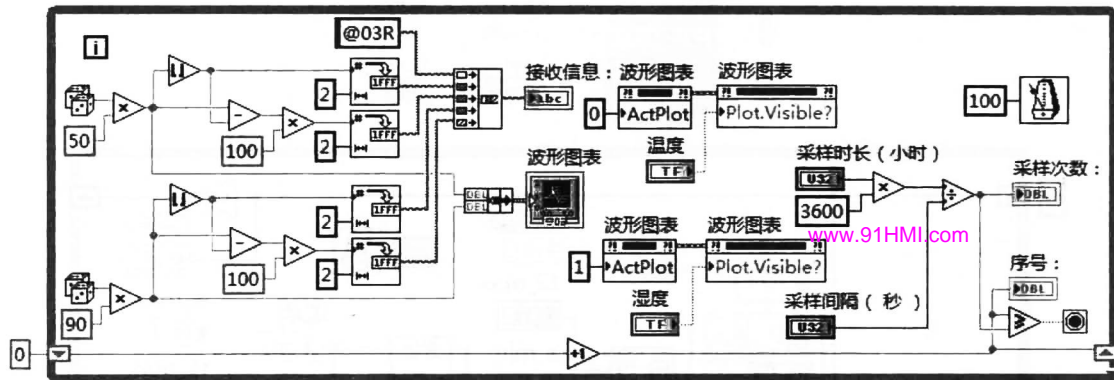 i
@03R
接收信息：
abc
波形图表
波形图表
ActPlot
Plot.Visible?
0
温度
TF
100
采样时长（小时）
U32
3600
采样次数：
DBL
50
2
1FFF
2
1FFF
100
波形图表
DBL
DBL
2
1FFF
2
1FFF
100
90
波形图表
波形图表
1
ActPlot
Plot.Visible?
湿度
TF
www.91HMI.com
采样间隔（ 秒 ）
U32
序号：
DBL
0
+1